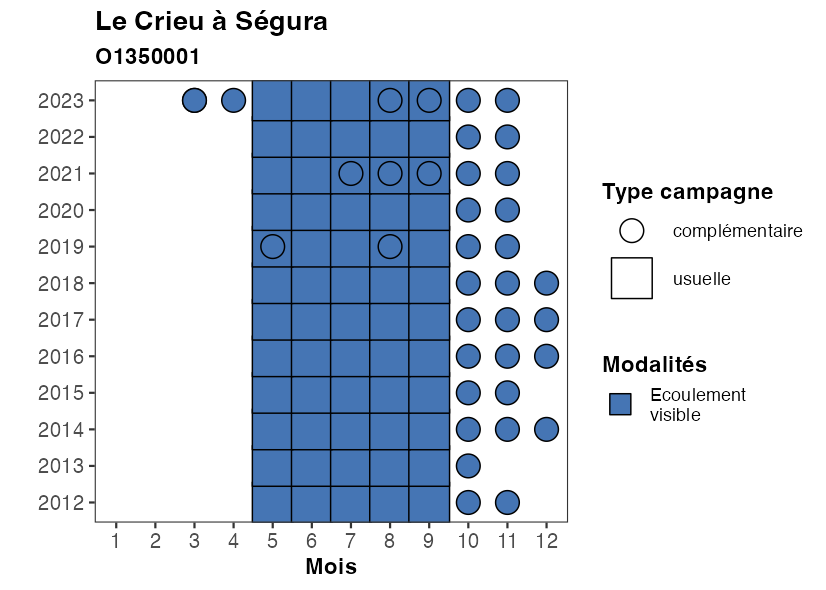 Le Crieu à Ségura
O1350001
2023
2022
2021
2020
2019
2018
2017
2016
2015
2014
2013
2012
1 2 3 4 5 6 7 8 9 10 11 12
Mois
Type campagne
complémentaire
usuelle
Modalités
Ecoulement
visible